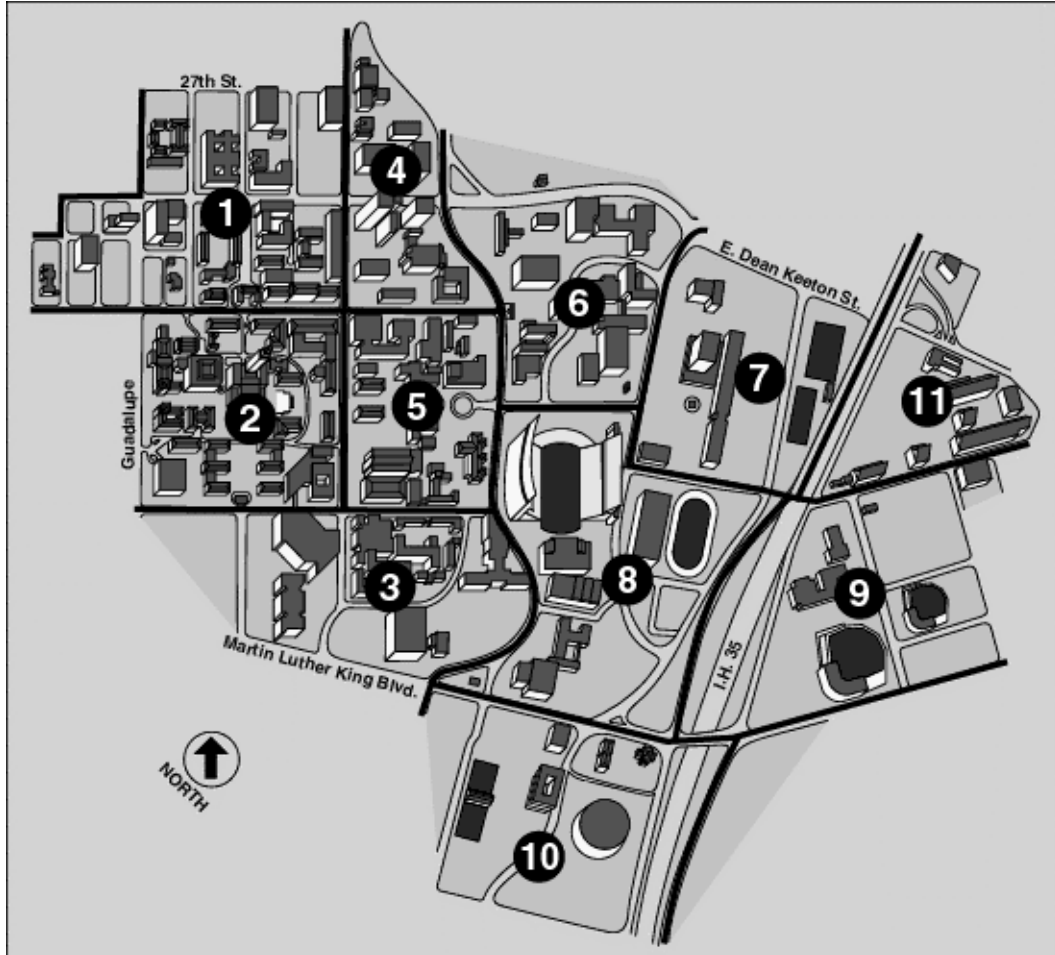 27th St.
4
1
E. Dean Keeton St.
6
7
11
Guadalupe
2
5
8
3
9
Martin Luther King Blvd.
I.H. 35
NORTH
10